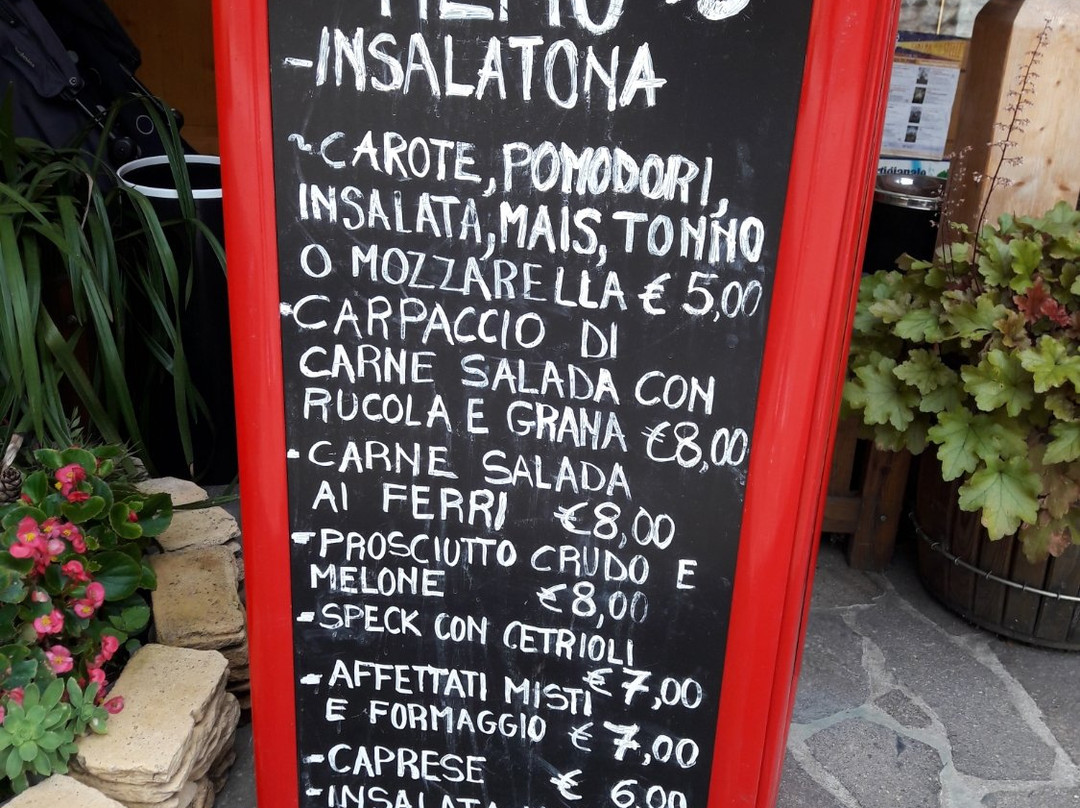 -INSALATONA
~CAROTE, POMODORI,
INSALATA, MAIS, TONNO
O MOZZARELLA € 5,00
-CARPACCIO DI
CARNE SALADA CON
RUCOLA E GRANA €8,00
-CARNE SALADA
AI FERRI €8,00
-PROSCIUTTO CRUDO E
MELONE €8,00
-SPECK CON CETRIOLI
€7,00
-AFFETTATI MISTI
E FORMAGGIO €7,00
-CAPRESE € 6,00
-INSALATA